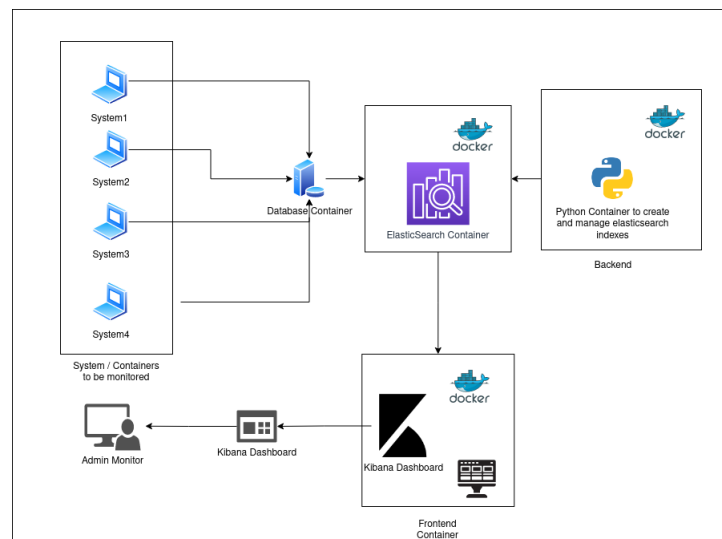 System1
System2
System3
System4
System / Containers
to be monitored
Database Container
docker
ElasticSearch Container
docker
Python Container to create
and manage elasticsearch
indexes
Backend
docker
Kibana Dashboard
Frontend
Container
Kibana Dashboard
Admin Monitor